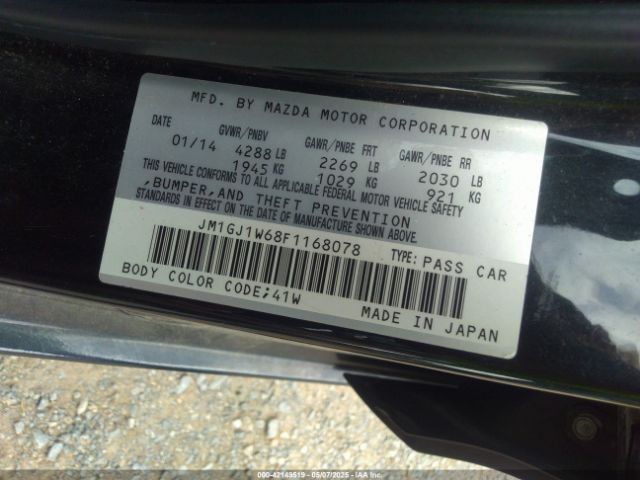 MFD. BY MAZDA MOTOR CORPORATION
DATE GVWR/PNBV GAWR/PNBE FRT GAWR/PNBE RR
01/14 4288 LB 2269 LB 2030 LB
1945 KG 1029 KG 921 KG
THIS VEHICLE CONFORMS TO ALL APPLICABLE FEDERAL MOTOR VEHICLE SAFETY
,BUMPER,AND THEFT PREVENTION
STANDARDS IN EFFECT ON THE DATE OF MANUFACTURE SHOWN ABOVE.
JM1GJ1W68F1168078
TYPE: PASS CAR
BODY COLOR CODE;41W
MADE IN JAPAN
000-42143519 05/07/2025 IAAI.COM